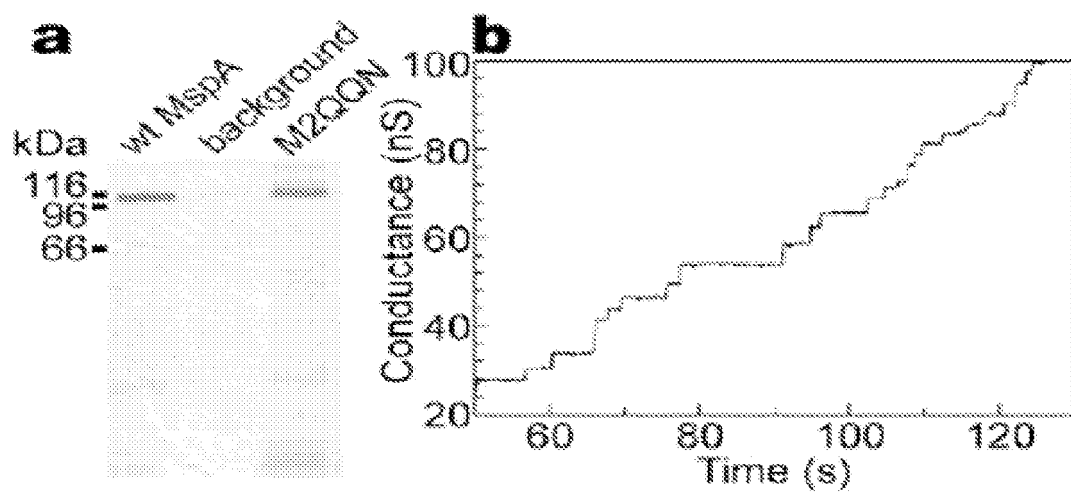 a
wt MspA
background
M2QQN
kDa
116
96
66
b
Conductance (nS)
100
80
60
40
20
60 80 100 120
Time (s)